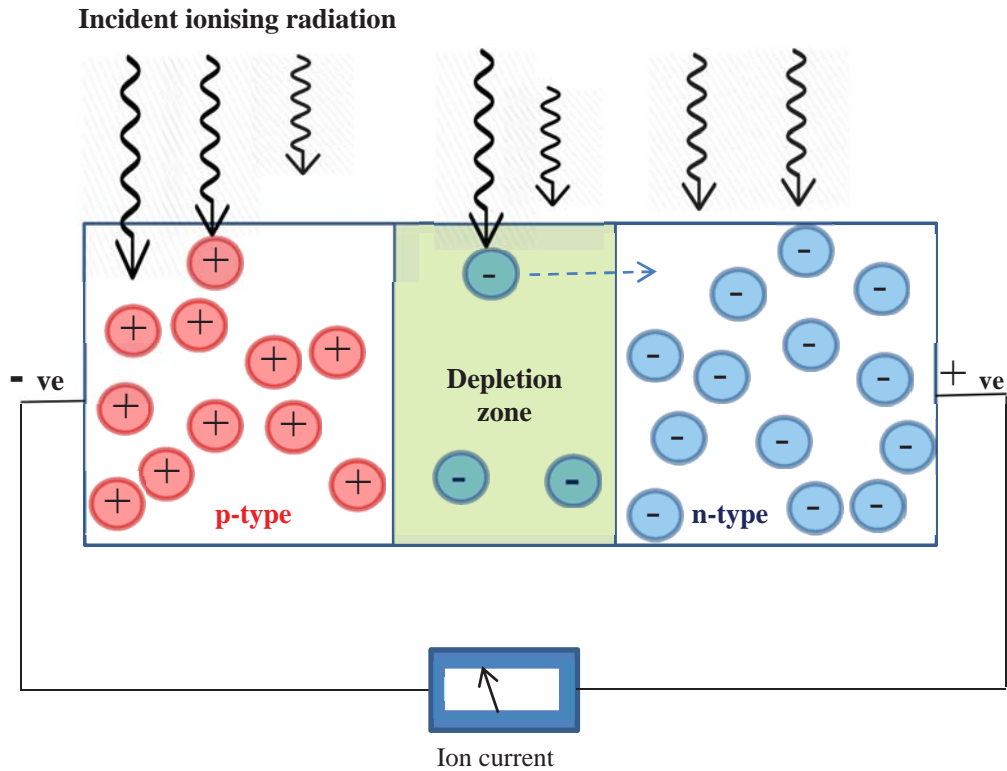 Incident ionising radiation
- ve
Depletion
zone
+ ve
p-type
n-type
Ion current